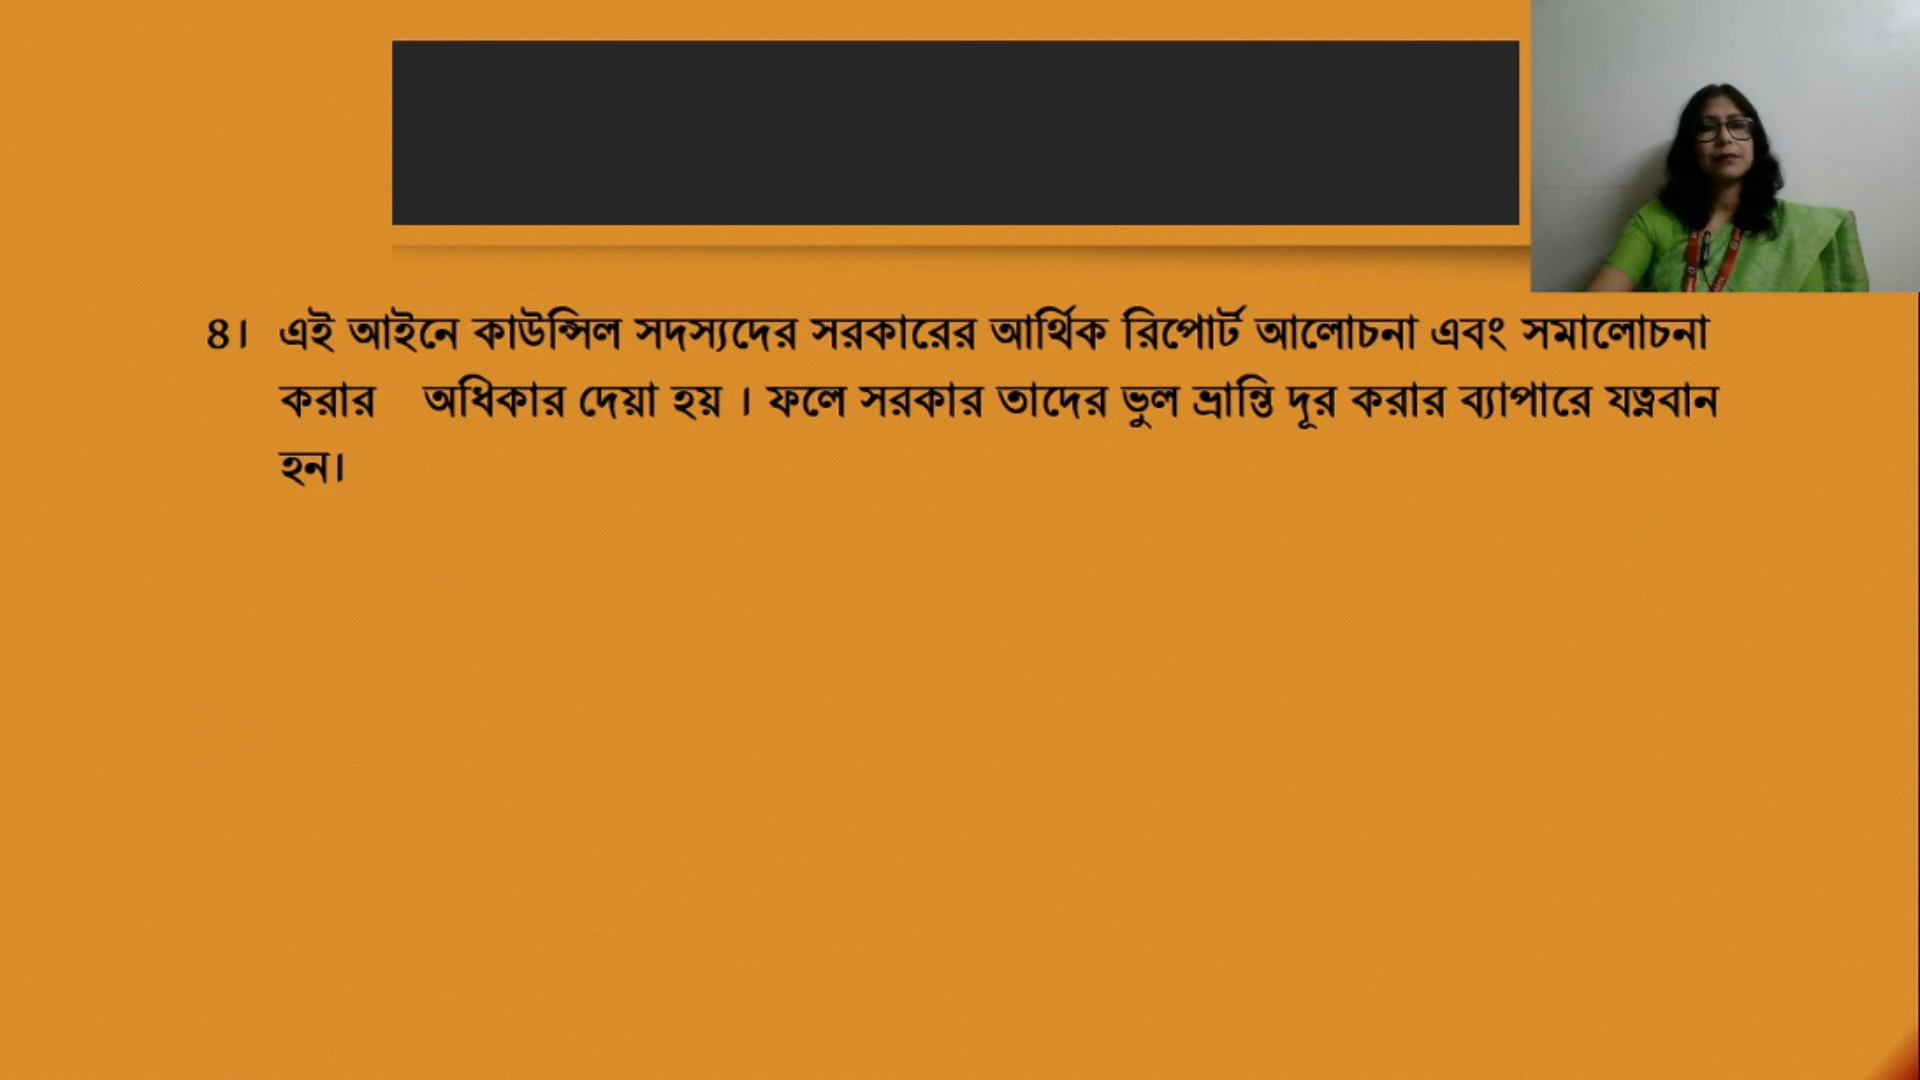 ৪। এই আইনে কাউন্সিল সদস্যদের সরকারের আর্থিক রিপোর্ট আলোচনা এবং সমালোচনা
করার অধিকার দেয়া হয় । ফলে সরকার তাদের ভুল ভ্রান্তি দূর করার ব্যাপারে যত্নবান
হন।